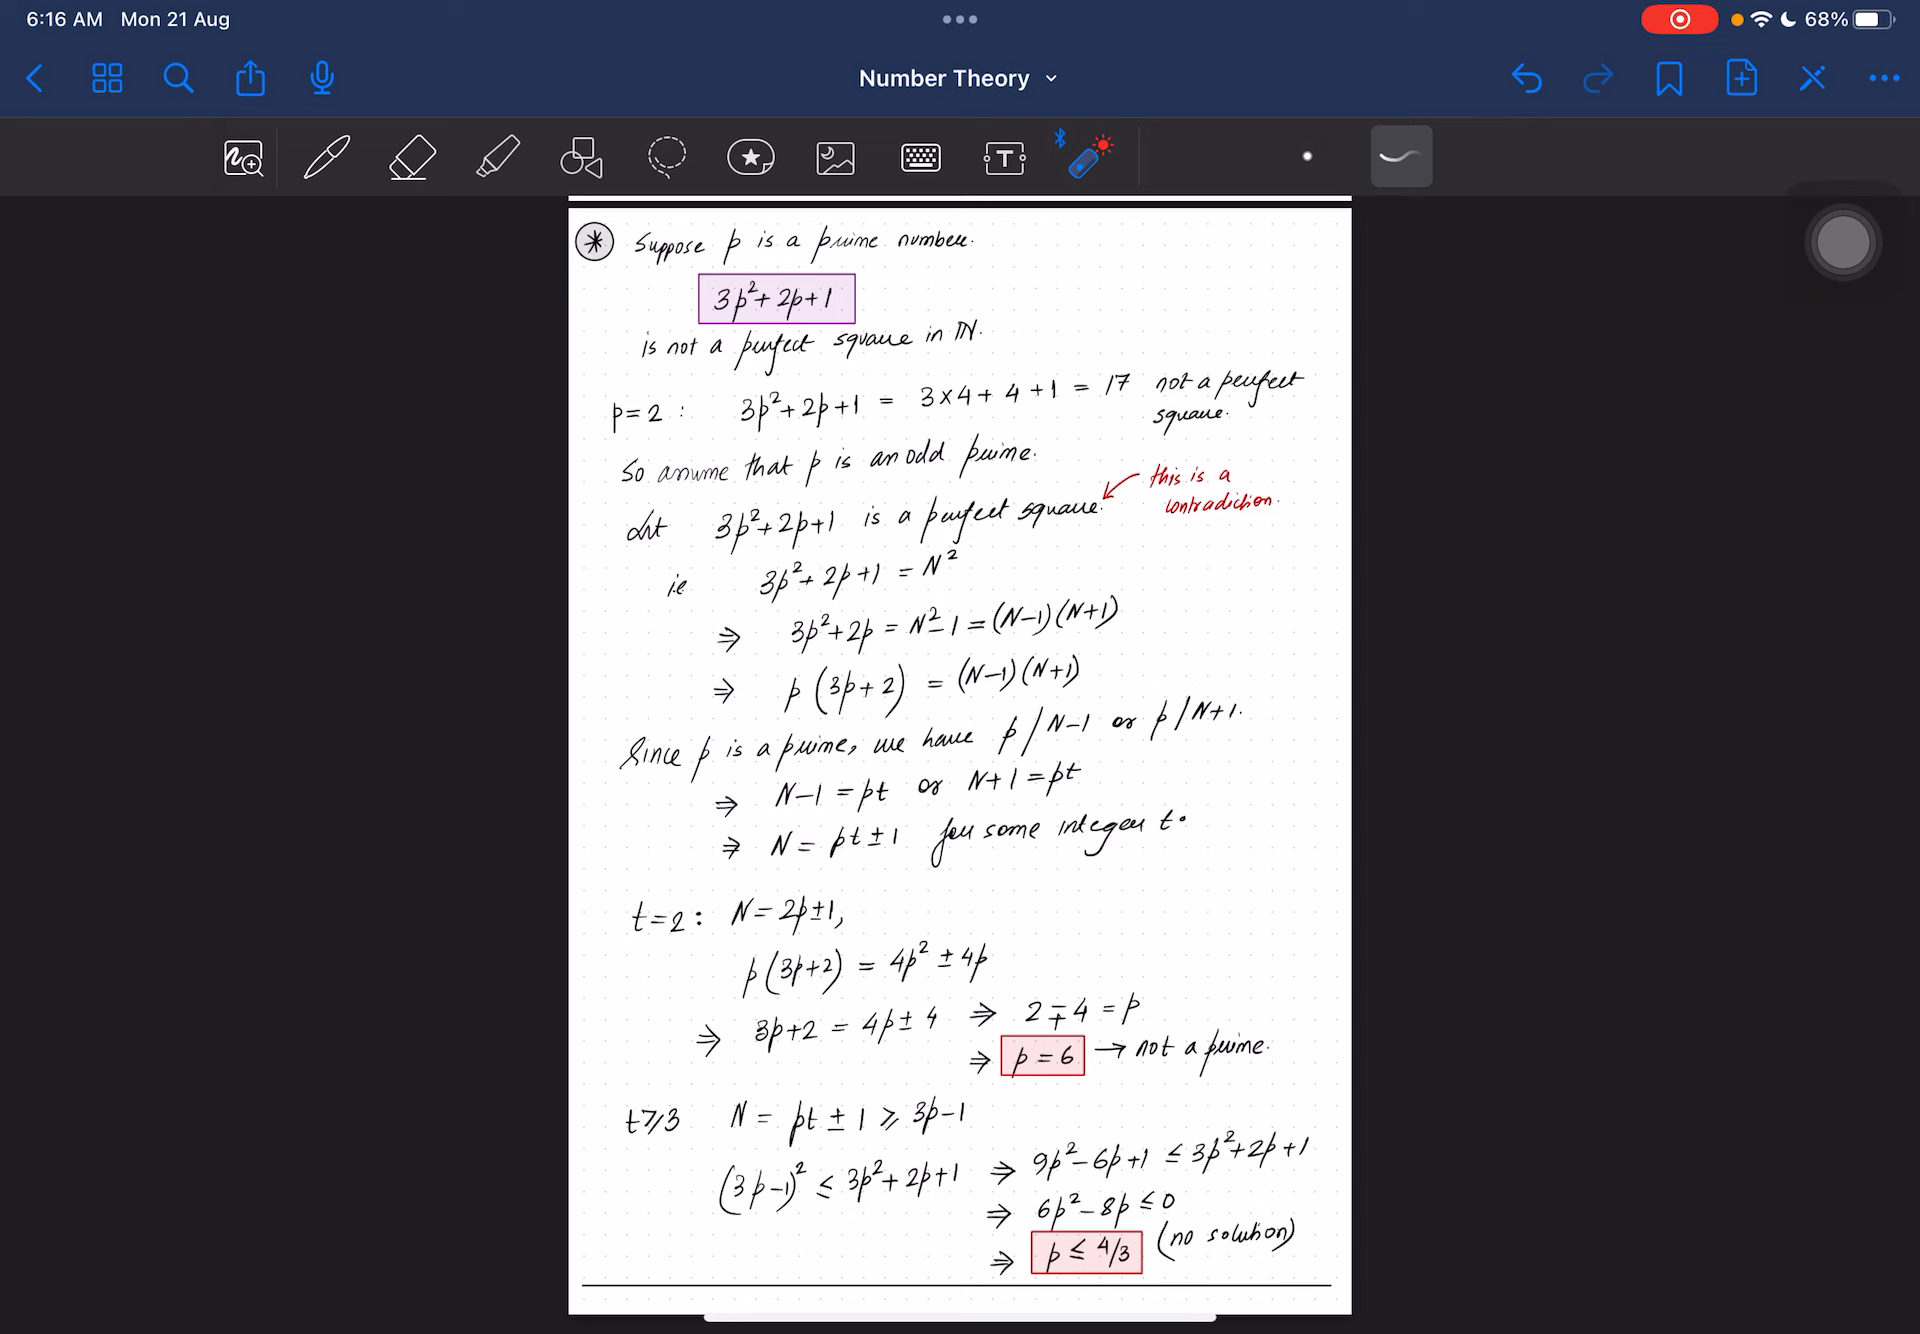 6:16 AM Mon 21 Aug
68%
Number Theory
T
* Suppose p is a prime number.
3p²+2p+1
is not a perfect square in ℕ.
p=2 : 3p²+2p+1 = 3×4+4+1 = 17 not a perfect
square.
So assume that p is an odd prime.
this is a
contradiction.
Let 3p²+2p+1 is a perfect square.
i.e 3p²+2p+1 = N²
⇒ 3p²+2p = N²-1 = (N-1)(N+1)
⇒ p(3p+2) = (N-1)(N+1)
Since p is a prime, we have p/N-1 or p/N+1.
⇒ N-1 = pt or N+1 = pt
⇒ N = pt±1 for some integer t.
t=2: N=2p±1,
p(3p+2) = 4p² ± 4p
⇒ 3p+2 = 4p±4 ⇒ 2∓4 = p
⇒ p=6 → not a prime.
t≥3 N = pt ± 1 ≥ 3p-1
(3p-1)² ≤ 3p²+2p+1 ⇒ 9p²-6p+1 ≤ 3p²+2p+1
⇒ 6p²-8p ≤ 0
⇒ p ≤ 4/3 (no solution)